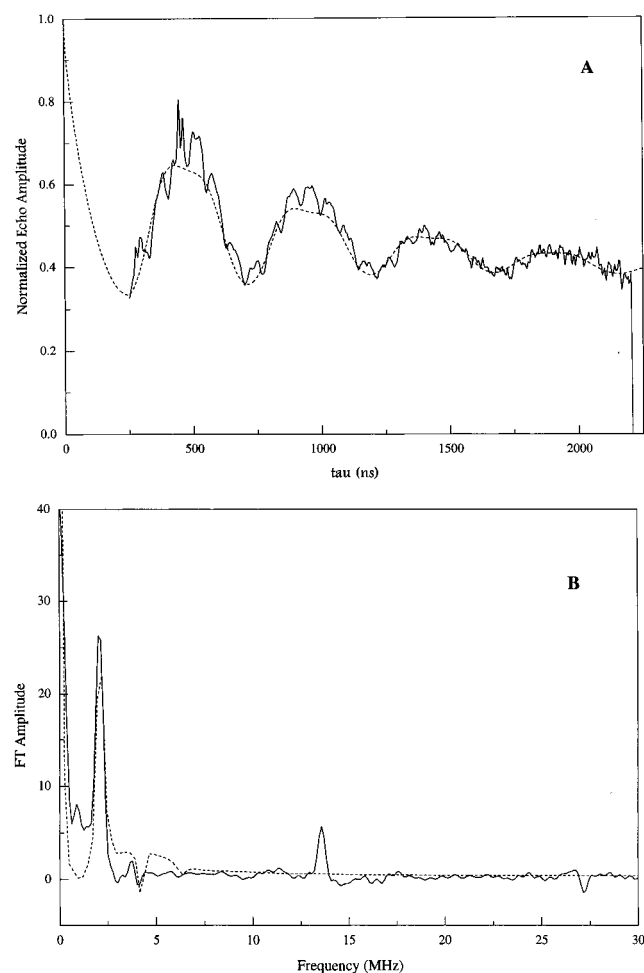 A
1.0
0.8
0.6
0.4
0.2
0.0
Normalized Echo Amplitude
0 500 1000 1500 2000
tau (ns)
B
40
30
20
10
0
FT Amplitude
0 5 10 15 20 25 30
Frequency (MHz)